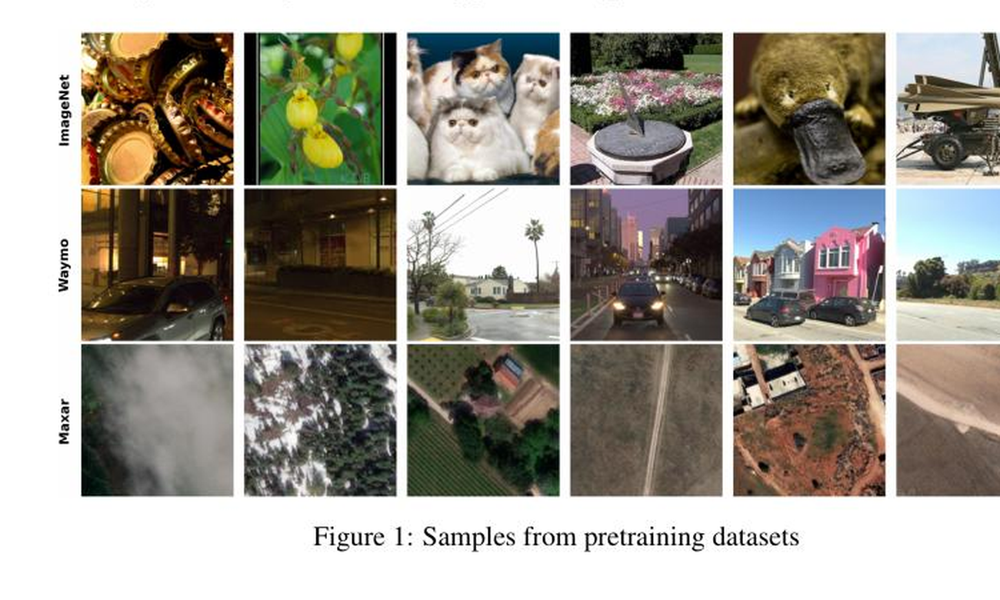 ImageNet
Waymo
Maxar
Figure 1: Samples from pretraining datasets